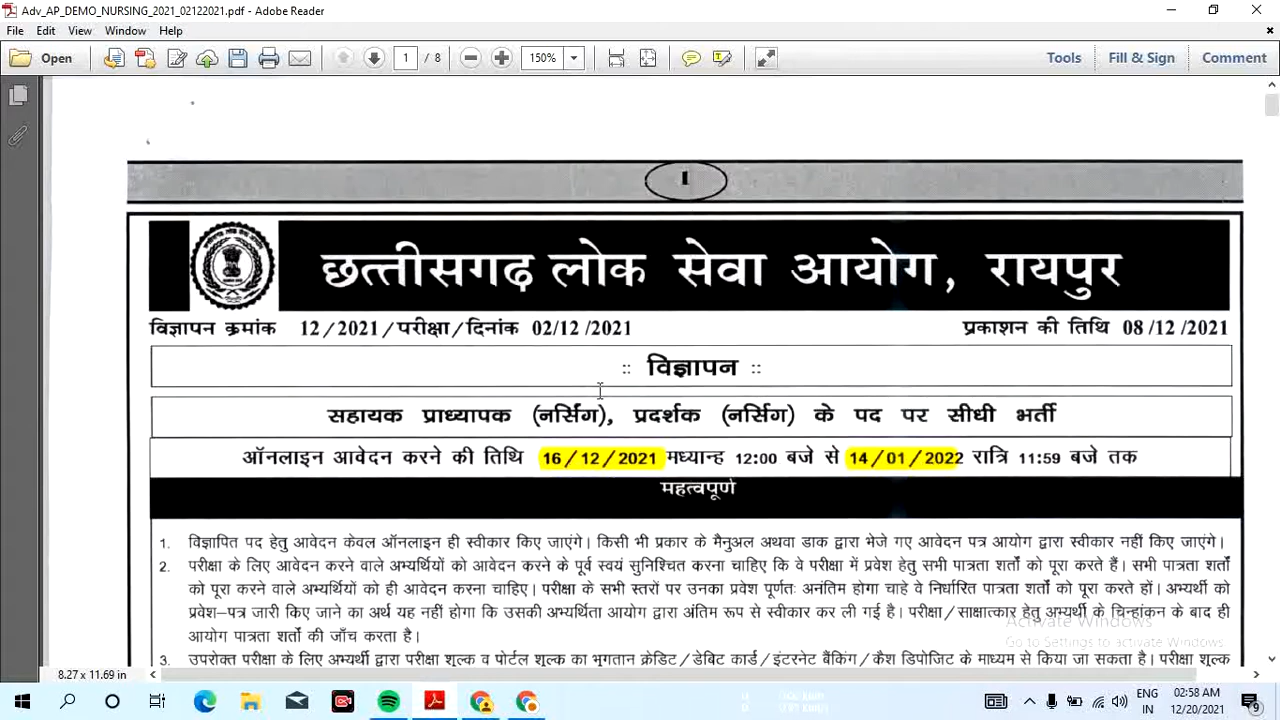 Adv_AP_DEMO_NURSING_2021_02122021.pdf - Adobe Reader
File Edit View Window Help
Open 1 / 8 150% Tools Fill & Sign Comment
1
छत्तीसगढ़ लोक सेवा आयोग, रायपुर
विज्ञापन क्रमांक 12/2021/परीक्षा/दिनांक 02/12/2021 प्रकाशन की तिथि 08/12/2021
:: विज्ञापन ::
सहायक प्राध्यापक (नर्सिंग), प्रदर्शक (नर्सिंग) के पद पर सीधी भर्ती
ऑनलाइन आवेदन करने की तिथि 16/12/2021 मध्यान्ह 12:00 बजे से 14/01/2022 रात्रि 11:59 बजे तक
महत्वपूर्ण
1. विज्ञापित पद हेतु आवेदन केवल ऑनलाइन ही स्वीकार किए जाएंगे। किसी भी प्रकार के मैनुअल अथवा डाक द्वारा भेजे गए आवेदन पत्र आयोग द्वारा स्वीकार नहीं किए जाएंगे।
2. परीक्षा के लिए आवेदन करने वाले अभ्यर्थियों को आवेदन करने के पूर्व स्वयं सुनिश्चित करना चाहिए कि वे परीक्षा में प्रवेश हेतु सभी पात्रता शर्तों को पूरा करते हैं। सभी पात्रता शर्तों
को पूरा करने वाले अभ्यर्थियों को ही आवेदन करना चाहिए। परीक्षा के सभी स्तरों पर उनका प्रवेश पूर्णतः अनंतिम होगा चाहे वे निर्धारित पात्रता शर्तों को पूरा करते हों। अभ्यर्थी को
प्रवेश–पत्र जारी किए जाने का अर्थ यह नहीं होगा कि उसकी अभ्यर्थिता आयोग द्वारा अंतिम रूप से स्वीकार कर ली गई है। परीक्षा/साक्षात्कार हेतु अभ्यर्थी के चिन्हांकन के बाद ही
आयोग पात्रता शर्तों की जाँच करता है।
Activate Windows
Go to Settings to activate Windows.
3. उपरोक्त परीक्षा के लिए अभ्यर्थी द्वारा परीक्षा शुल्क व पोर्टल शुल्क का भुगतान क्रेडिट/डेबिट कार्ड/इंटरनेट बैंकिंग/कैश डिपोजिट के माध्यम से किया जा सकता है। परीक्षा शुल्क
8.27 x 11.69 in
ENG 02:58 AM
IN 12/20/2021 9